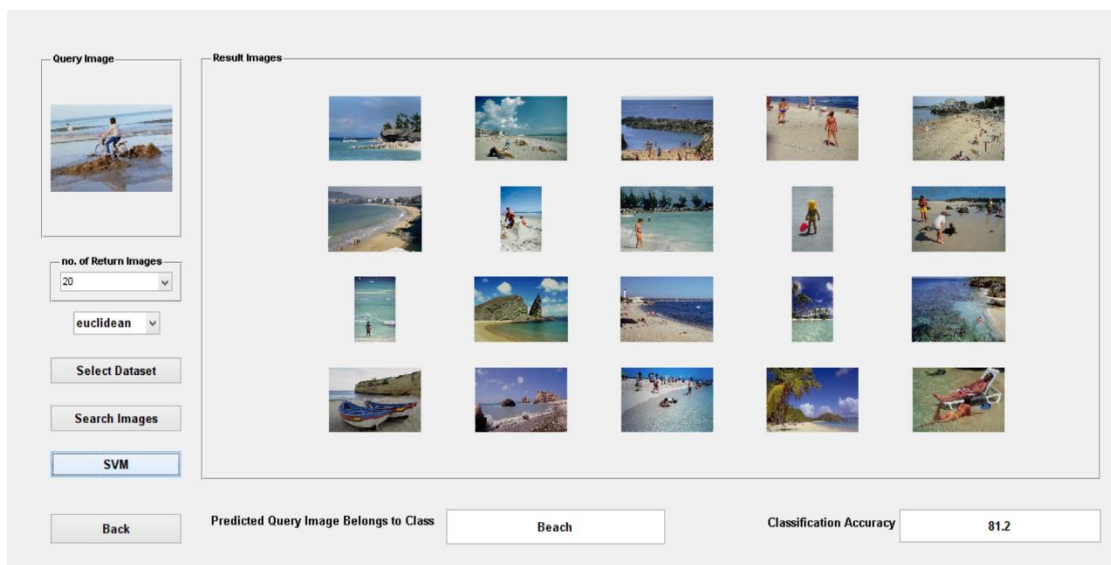 Query Image
Result Images
no. of Return Images
20
euclidean
Select Dataset
Search Images
SVM
Back
Predicted Query Image Belongs to Class
Beach
Classification Accuracy
81.2